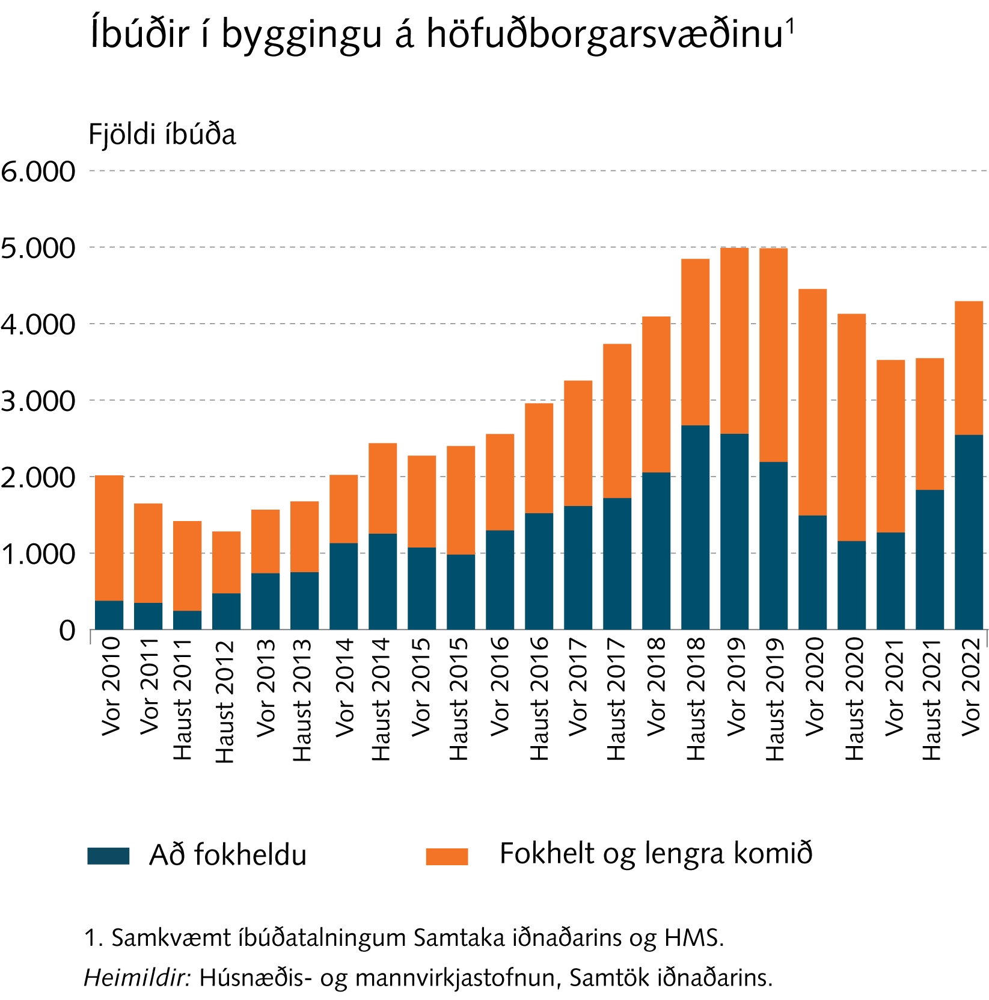 Íbúðir í byggingu á höfuðborgarsvæðinu¹
Fjöldi íbúða
6.000
5.000
4.000
3.000
2.000
1.000
0
Vor 2010
Vor 2011
Haust 2011
Haust 2012
Vor 2013
Haust 2013
Vor 2014
Haust 2014
Vor 2015
Haust 2015
Vor 2016
Haust 2016
Vor 2017
Haust 2017
Vor 2018
Haust 2018
Vor 2019
Haust 2019
Vor 2020
Haust 2020
Vor 2021
Haust 2021
Vor 2022
Að fokheldu
Fokhelt og lengra komið
1. Samkvæmt íbúðatalningum Samtaka iðnaðarins og HMS.
Heimildir: Húsnæðis- og mannvirkjastofnun, Samtök iðnaðarins.